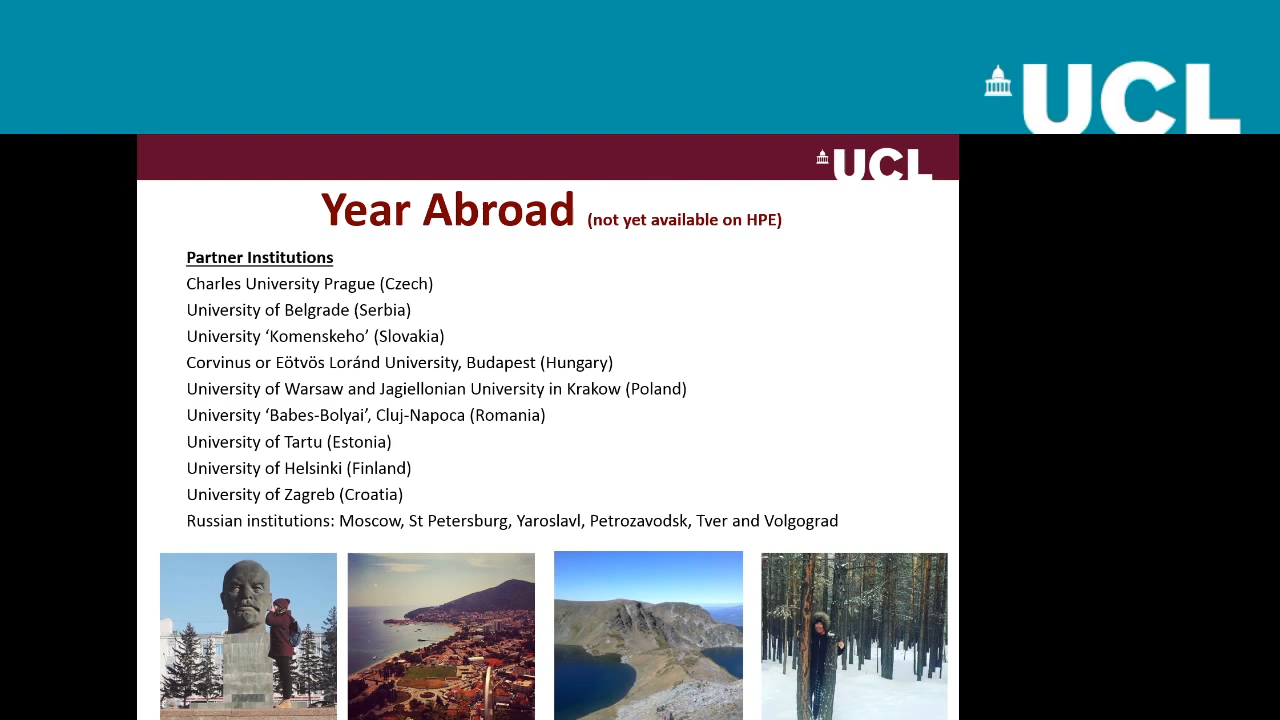 UCL
UCL
Year Abroad (not yet available on HPE)
Partner Institutions
Charles University Prague (Czech)
University of Belgrade (Serbia)
University ‘Komenskeho’ (Slovakia)
Corvinus or Eötvös Loránd University, Budapest (Hungary)
University of Warsaw and Jagiellonian University in Krakow (Poland)
University ‘Babes-Bolyai’, Cluj-Napoca (Romania)
University of Tartu (Estonia)
University of Helsinki (Finland)
University of Zagreb (Croatia)
Russian institutions: Moscow, St Petersburg, Yaroslavl, Petrozavodsk, Tver and Volgograd